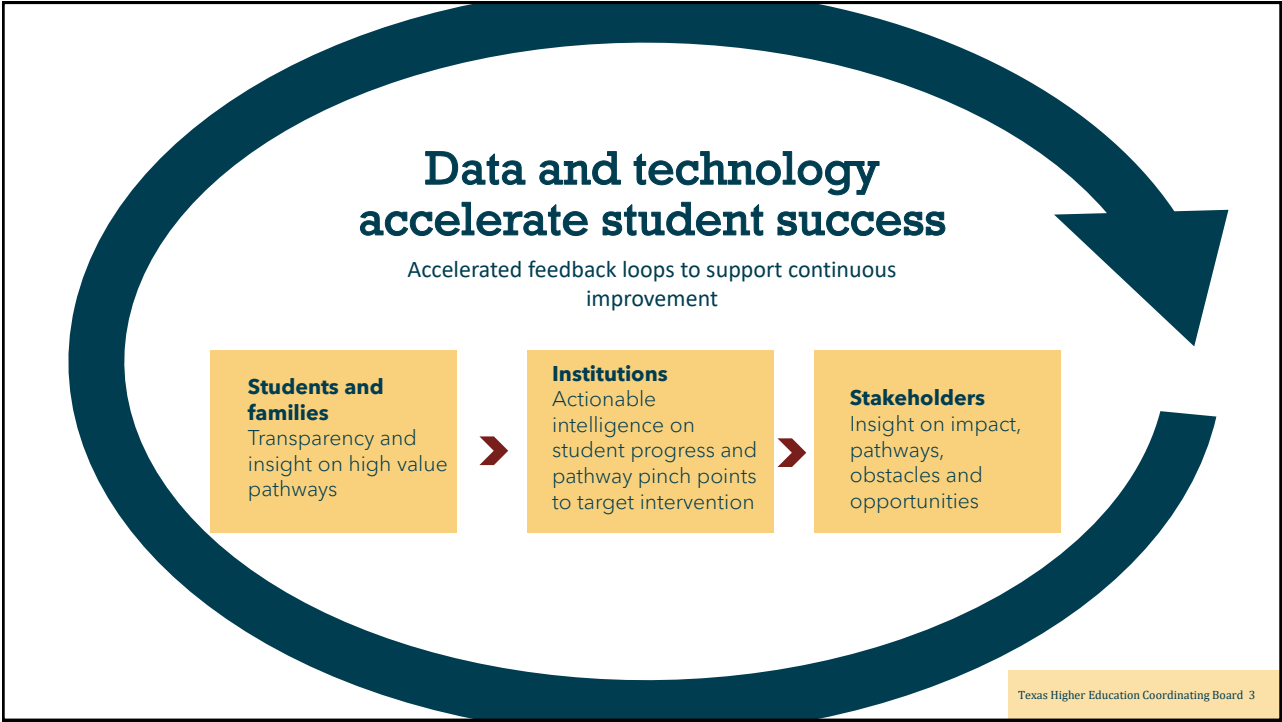 Data and technology
accelerate student success
Accelerated feedback loops to support continuous
improvement
Students and
families
Transparency and
insight on high value
pathways
Institutions
Actionable
intelligence on
student progress and
pathway pinch points
to target intervention
Stakeholders
Insight on impact,
pathways,
obstacles and
opportunities
Texas Higher Education Coordinating Board 3